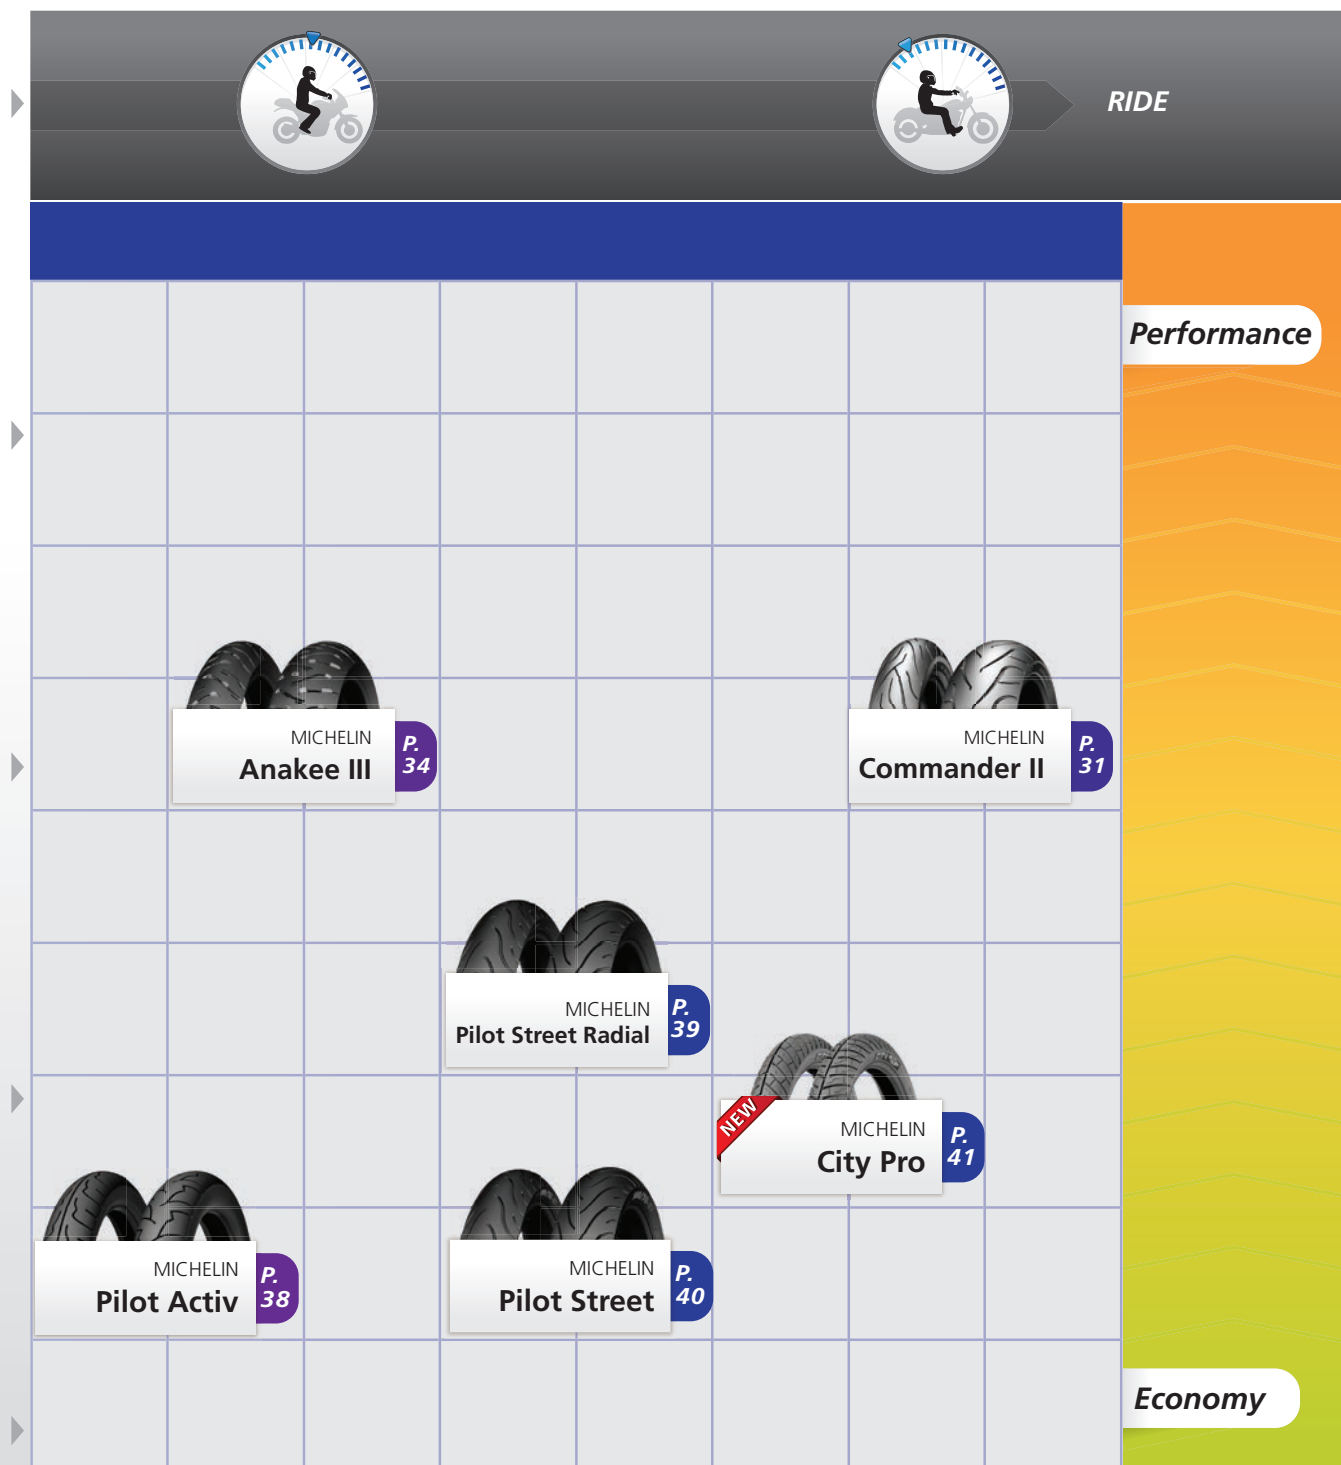 RIDE
Performance
MICHELIN
Anakee III
P.
34
MICHELIN
Commander II
P.
31
MICHELIN
Pilot Street Radial
P.
39
NEW
MICHELIN
City Pro
P.
41
MICHELIN
Pilot Activ
P.
38
MICHELIN
Pilot Street
P.
40
Economy